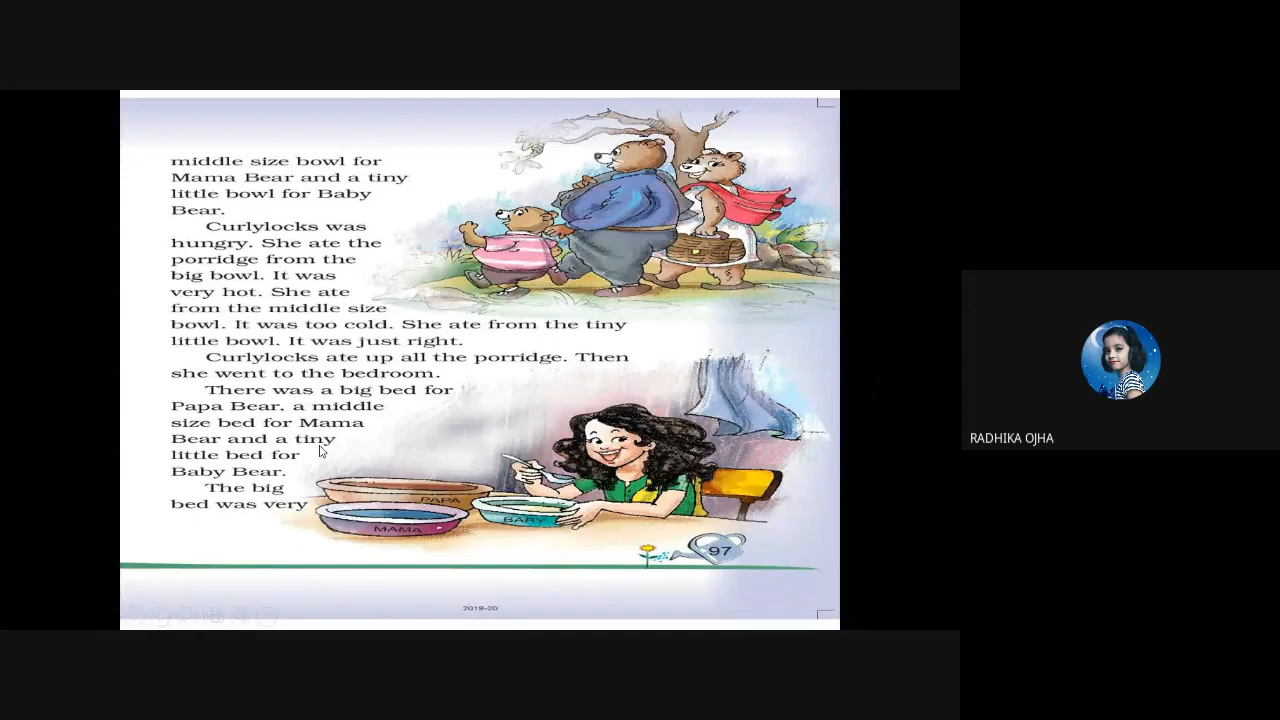 middle size bowl for
Mama Bear and a tiny
little bowl for Baby
Bear.
Curlylocks was
hungry. She ate the
porridge from the
big bowl. It was
very hot. She ate
from the middle size
bowl. It was too cold. She ate from the tiny
little bowl. It was just right.
Curlylocks ate up all the porridge. Then
she went to the bedroom.
There was a big bed for
Papa Bear, a middle
size bed for Mama
Bear and a tiny
little bed for
Baby Bear.
The big
bed was very
PAPA
MAMA
BABY
97
2019-20
RADHIKA OJHA